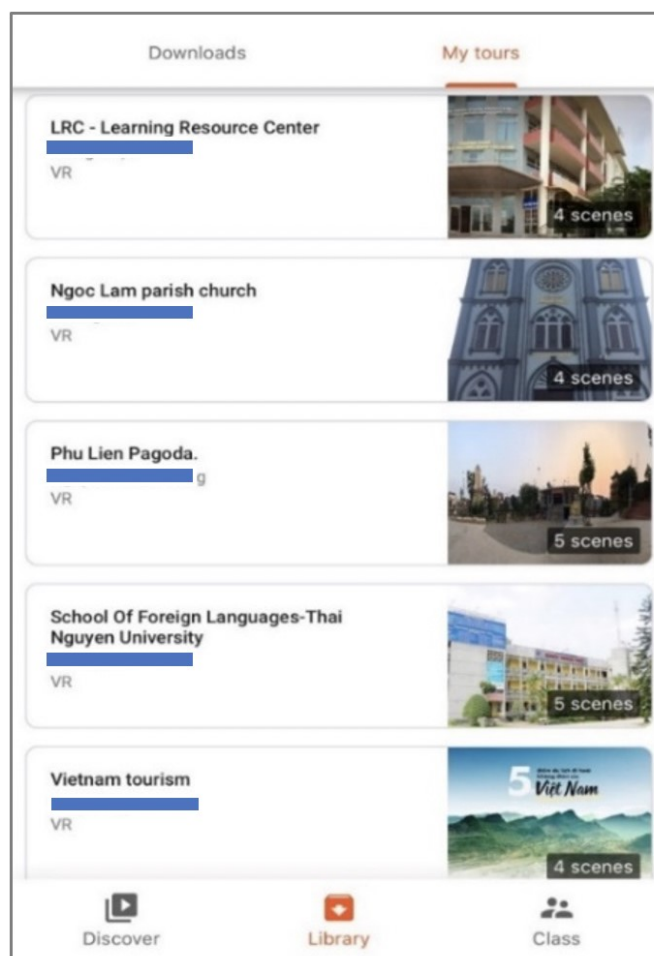 Downloads
My tours
LRC - Learning Resource Center
VR
4 scenes
Ngoc Lam parish church
VR
4 scenes
Phu Lien Pagoda.
g
VR
5 scenes
School Of Foreign Languages-Thai
Nguyen University
VR
5 scenes
Vietnam tourism
VR
5
Việt Nam
4 scenes
Discover
Library
Class